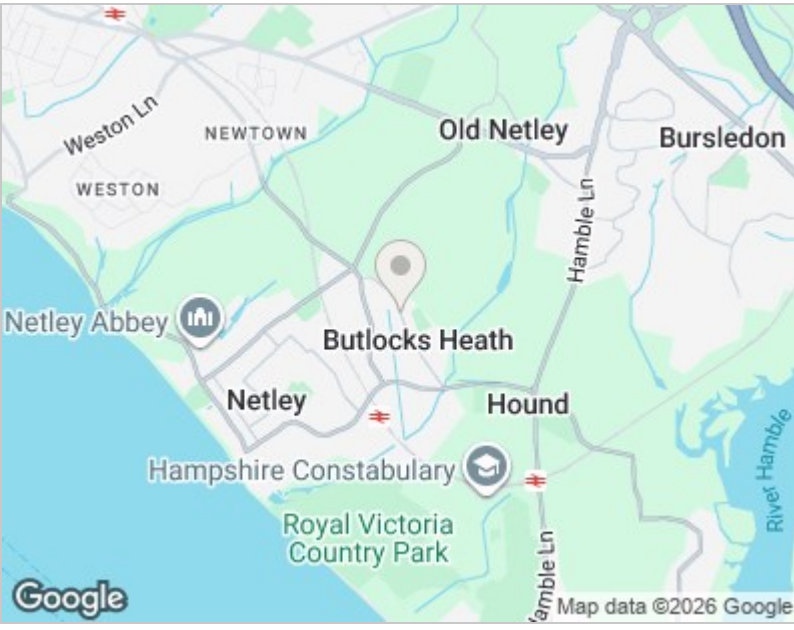 Weston Ln
NEWTOWN
Old Netley
Bursledon
WESTON
Hamble Ln
Netley Abbey
Butlocks Heath
Netley
Hound
Hampshire Constabulary
Royal Victoria
Country Park
River Hamble
Hamble Ln
Google
Map data ©2026 Google